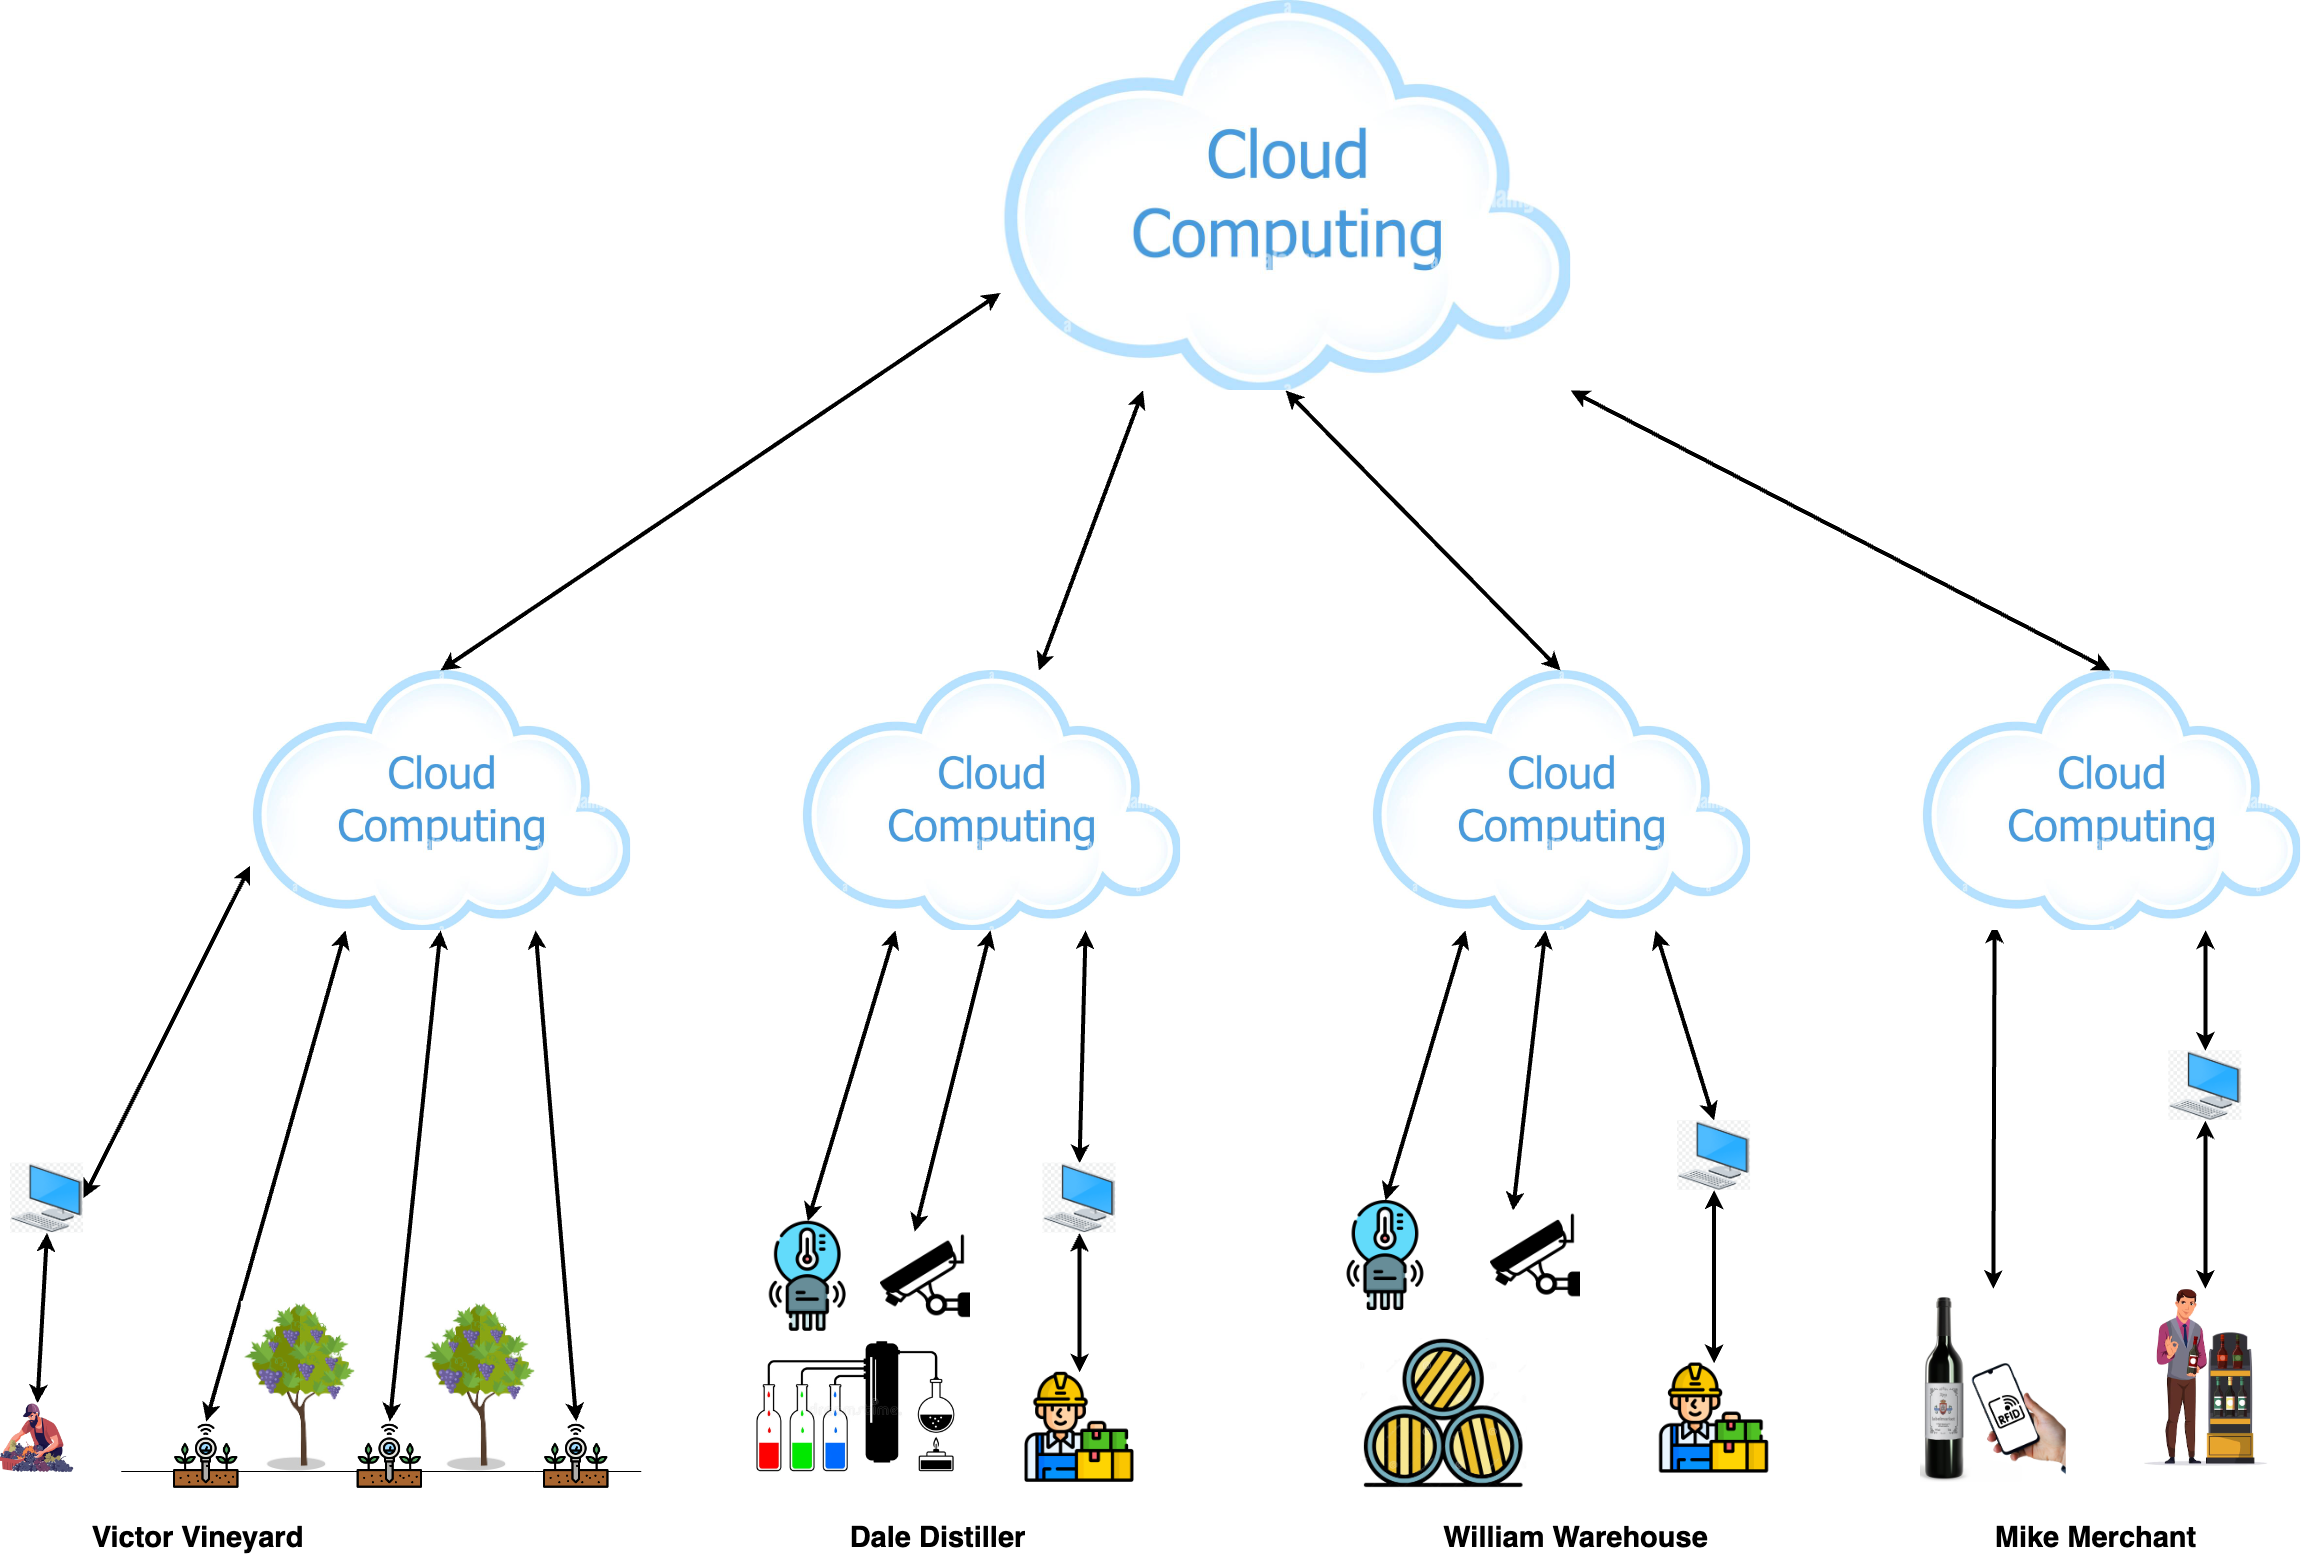 Cloud
Computing
Cloud
Computing
Cloud
Computing
Cloud
Computing
Cloud
Computing
RFID
Victor Vineyard
Dale Distiller
William Warehouse
Mike Merchant